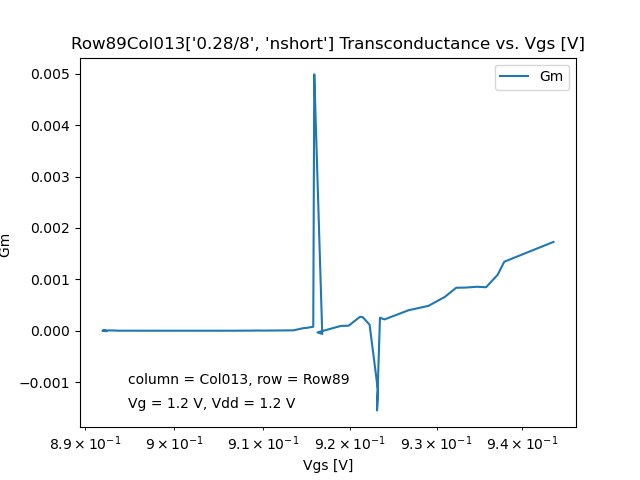 Row89Col013['0.28/8', 'nshort'] Transconductance vs. Vgs [V]
Gm
0.005
0.004
0.003
0.002
0.001
0.000
−0.001
Gm
column = Col013, row = Row89
Vg = 1.2 V, Vdd = 1.2 V
8.9 × 10⁻¹ 9 × 10⁻¹ 9.1 × 10⁻¹ 9.2 × 10⁻¹ 9.3 × 10⁻¹ 9.4 × 10⁻¹
Vgs [V]